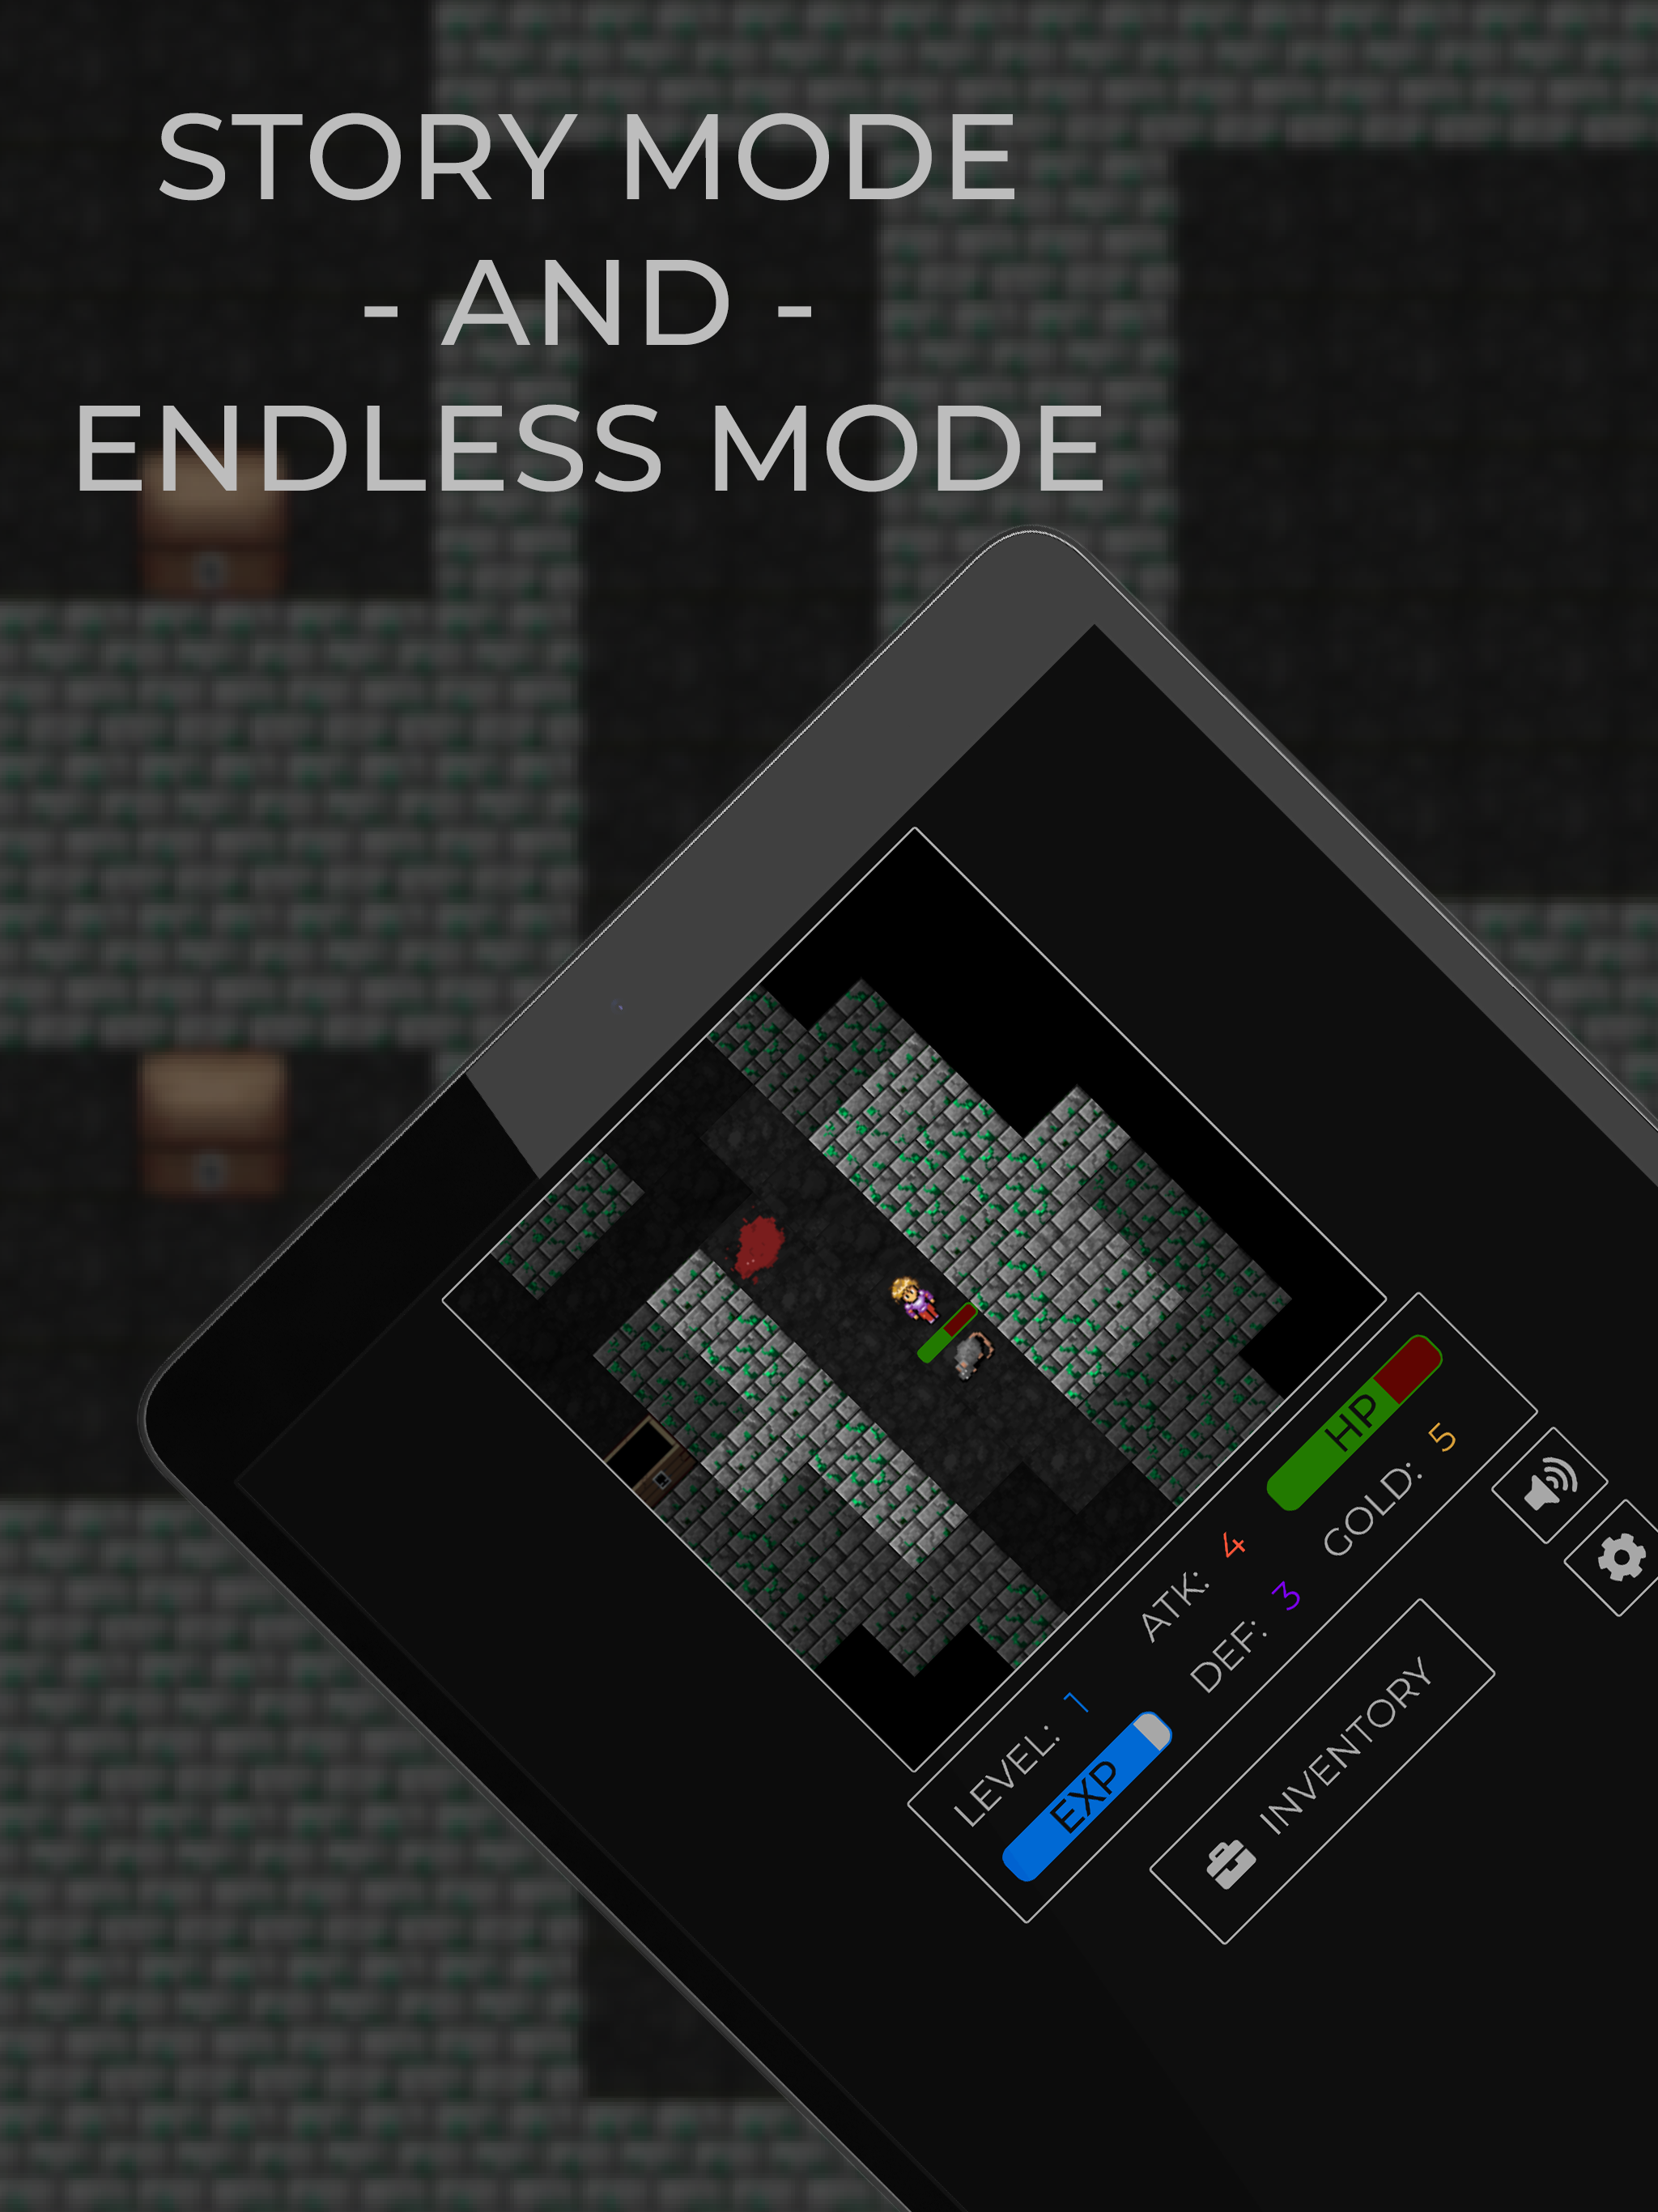 STORY MODE
- AND -
ENDLESS MODE
LEVEL: 1
ATK: 4
HP
EXP
DEF: 3
GOLD: 5
INVENTORY